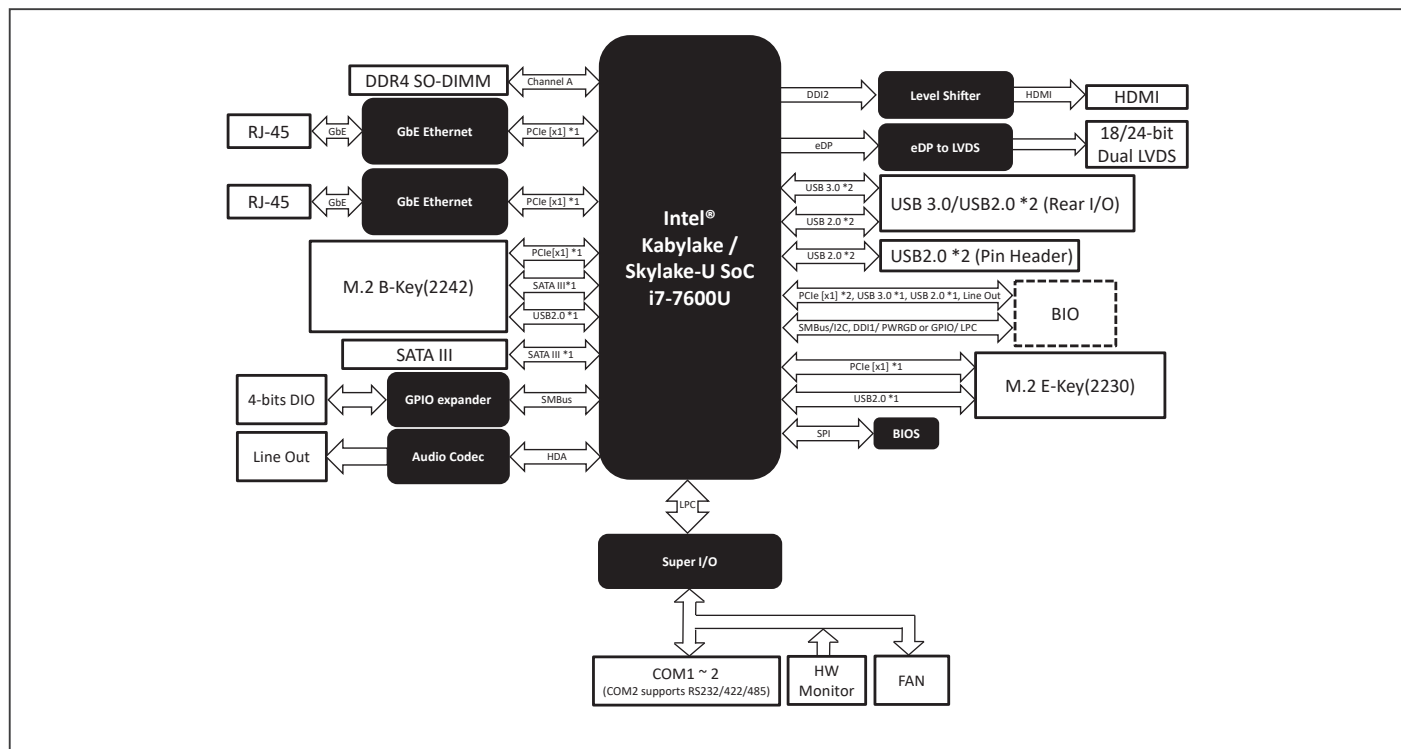 DDR4 SO-DIMM
Channel A
RJ-45
GbE
GbE Ethernet
PCIe [x1] *1
RJ-45
GbE
GbE Ethernet
PCIe [x1] *1
M.2 B-Key(2242)
PCIe[x1] *1
SATA III*1
USB2.0 *1
SATA III
SATA III *1
4-bits DIO
GPIO expander
SMBus
Line Out
Audio Codec
HDA
Intel®
Kabylake /
Skylake-U SoC
i7-7600U
DDI2
Level Shifter
HDMI
HDMI
eDP
eDP to LVDS
18/24-bit
Dual LVDS
USB 3.0 *2
USB 2.0 *2
USB 3.0/USB2.0 *2 (Rear I/O)
USB 2.0 *2
USB2.0 *2 (Pin Header)
PCIe [x1] *2, USB 3.0 *1, USB 2.0 *1, Line Out
SMBus/I2C, DDI1/ PWRGD or GPIO/ LPC
BIO
PCIe [x1] *1
USB2.0 *1
M.2 E-Key(2230)
SPI
BIOS
LPC
Super I/O
COM1 ~ 2
(COM2 supports RS232/422/485)
HW
Monitor
FAN